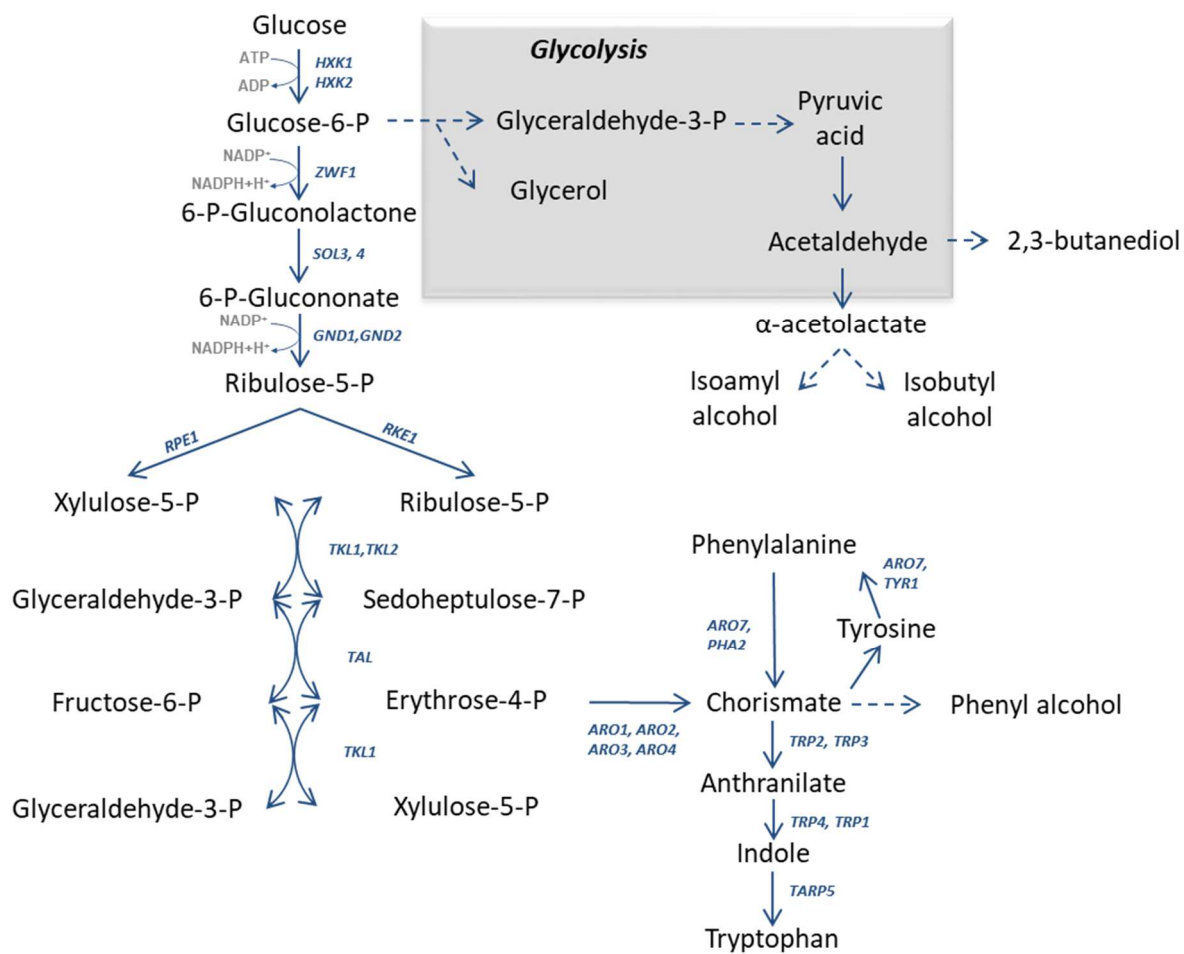 Glucose
ATP
ADP
HXK1
HXK2
Glycolysis
Glucose-6-P
Glyceraldehyde-3-P
Pyruvic
acid
Glycerol
NADP+
NADPH+H+
ZWF1
6-P-Gluconolactone
SOL3, 4
Acetaldehyde
2,3-butanediol
6-P-Glucononate
NADP+
NADPH+H+
GND1,GND2
α-acetolactate
Ribulose-5-P
Isoamyl
alcohol
Isobutyl
alcohol
RPE1
RKE1
Xylulose-5-P
Ribulose-5-P
TKL1,TKL2
Glyceraldehyde-3-P
Sedoheptulose-7-P
TAL
Fructose-6-P
Erythrose-4-P
TKL1
Glyceraldehyde-3-P
Xylulose-5-P
ARO1, ARO2,
ARO3, ARO4
Phenylalanine
ARO7,
TYR1
Tyrosine
ARO7,
PHA2
Chorismate
Phenyl alcohol
TRP2, TRP3
Anthranilate
TRP4, TRP1
Indole
TARP5
Tryptophan